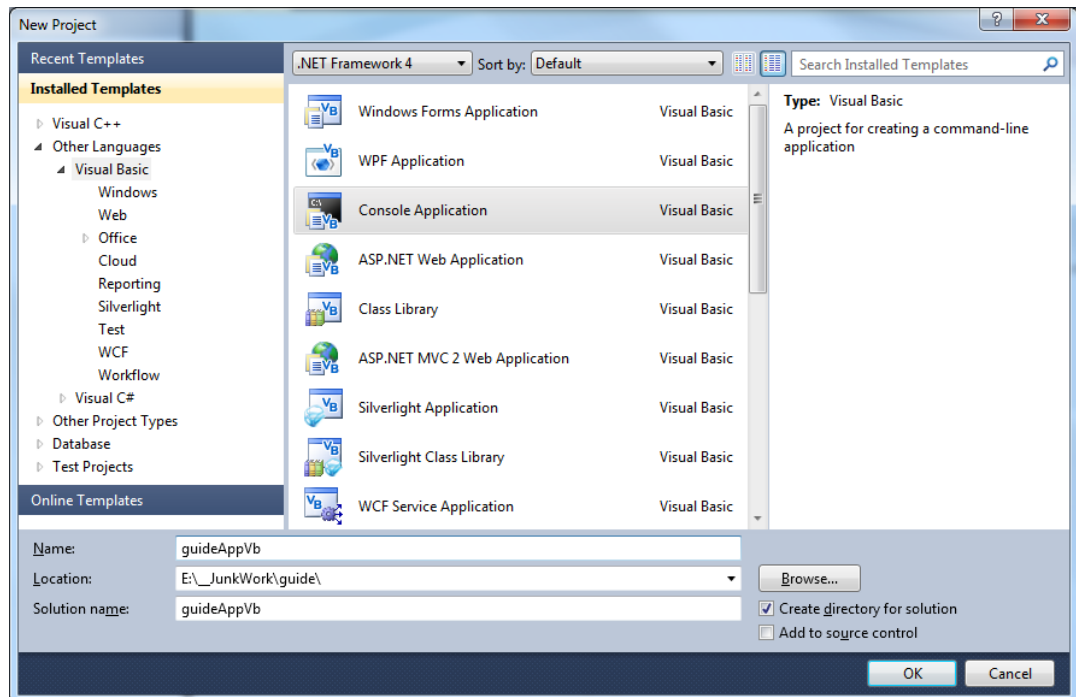 New Project
Recent Templates
Installed Templates
Visual C++
Other Languages
Visual Basic
Windows
Web
Office
Cloud
Reporting
Silverlight
Test
WCF
Workflow
Visual C#
Other Project Types
Database
Test Projects
Online Templates
.NET Framework 4 Sort by: Default Search Installed Templates
Windows Forms Application Visual Basic
WPF Application Visual Basic
Console Application Visual Basic
ASP.NET Web Application Visual Basic
Class Library Visual Basic
ASP.NET MVC 2 Web Application Visual Basic
Silverlight Application Visual Basic
Silverlight Class Library Visual Basic
WCF Service Application Visual Basic
Type: Visual Basic
A project for creating a command-line
application
Name: guideAppVb
Location: E:\__JunkWork\guide\ Browse...
Solution name: guideAppVb Create directory for solution
Add to source control
OK Cancel